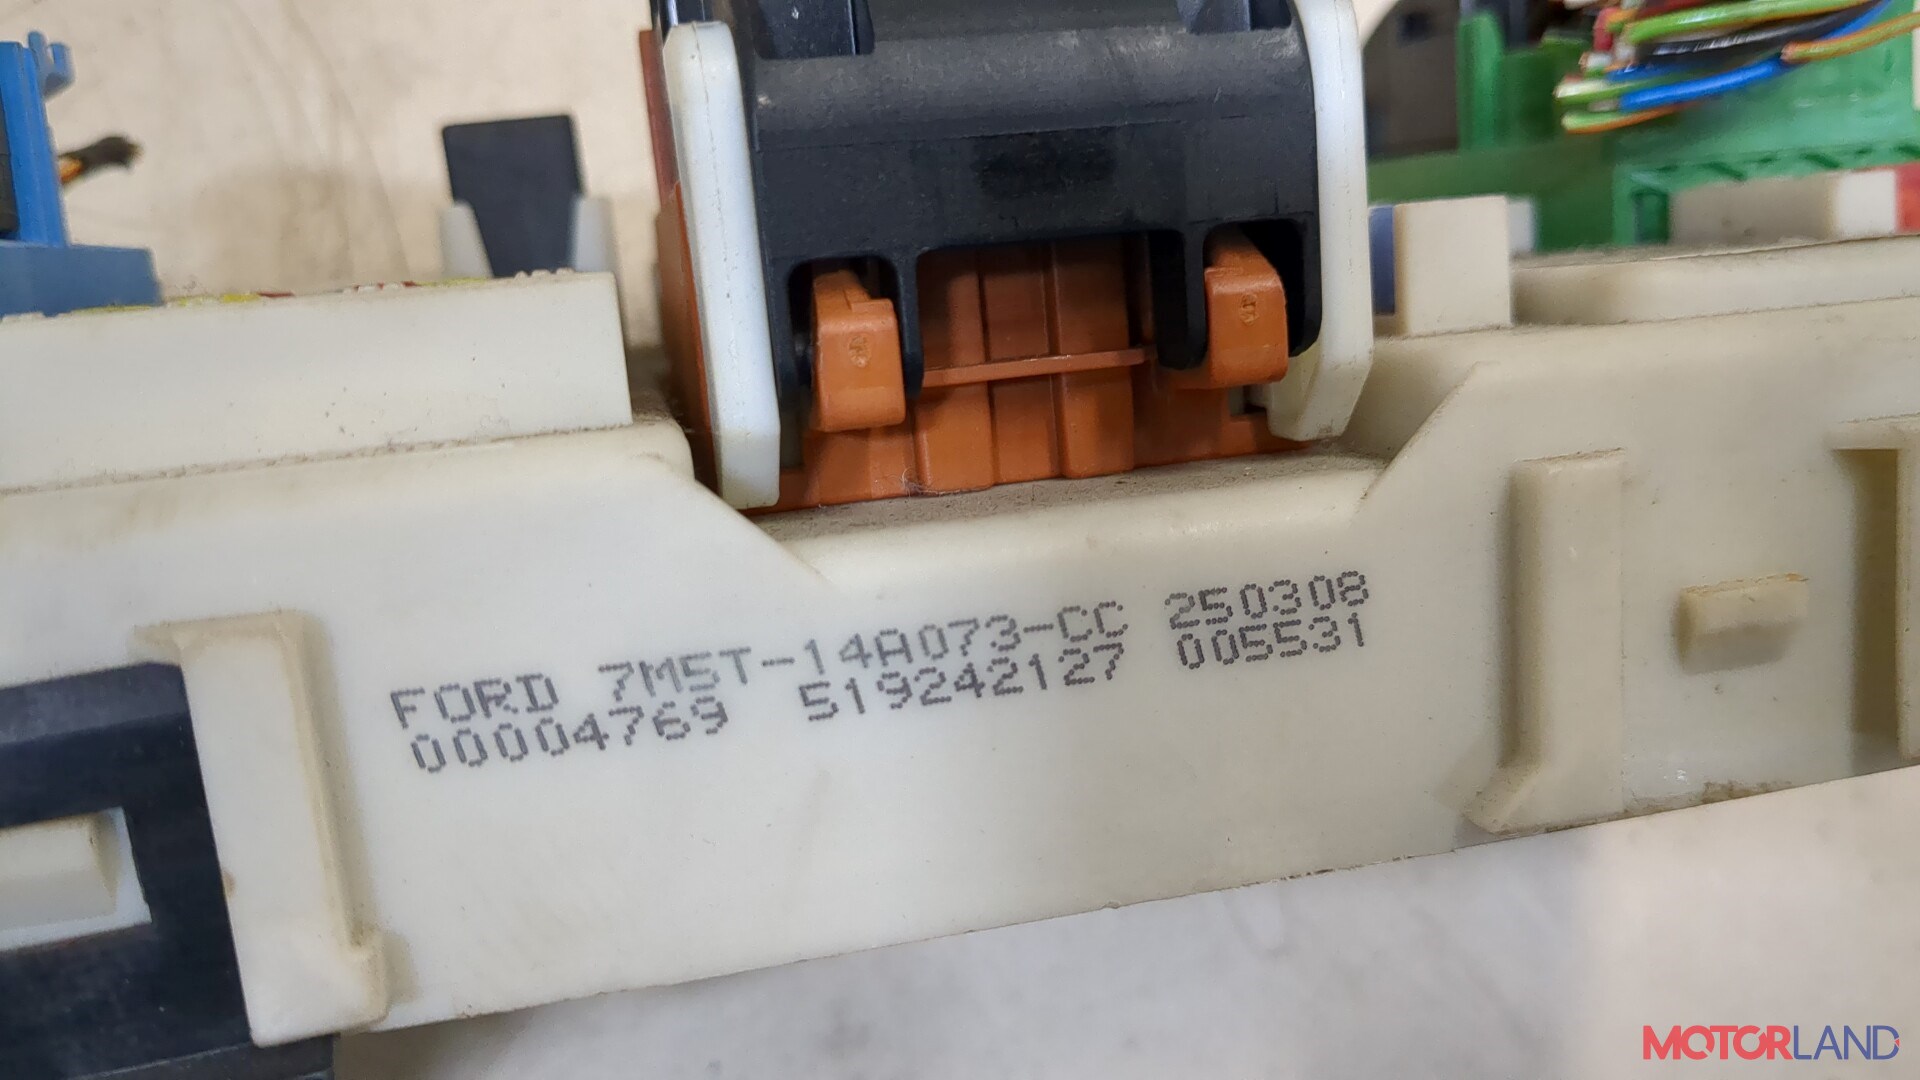 FORD 7M5T-14A073-CC 250308
00004769 519242127 005531
MOTORLAND